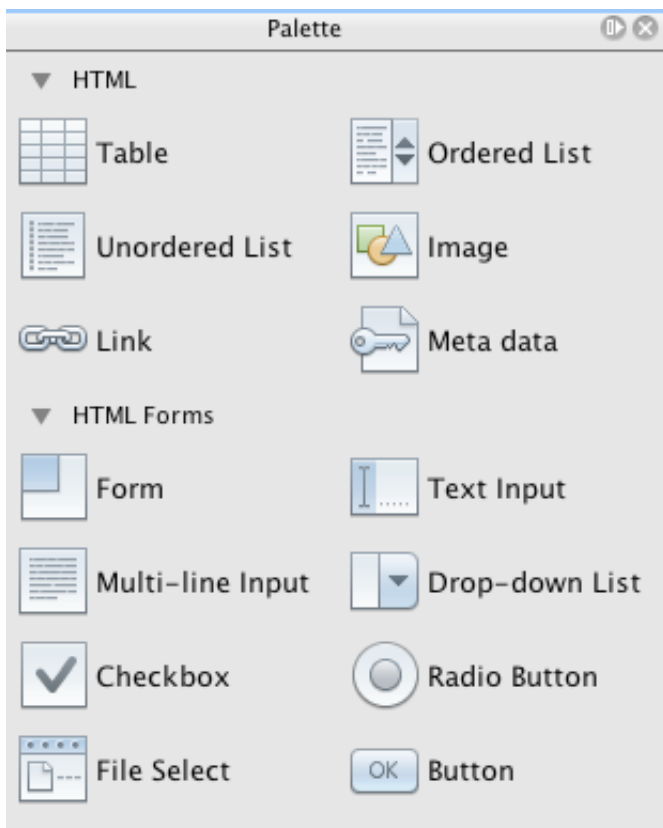 Palette
HTML
Table Ordered List
Unordered List Image
Link Meta data
HTML Forms
Form Text Input
Multi-line Input Drop-down List
Checkbox Radio Button
File Select OK Button